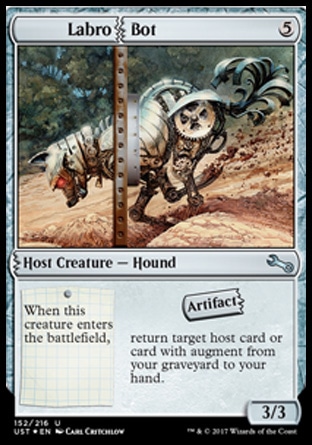 Labro Bot 5
Host Creature — Hound
Artifact
When this
creature enters
the battlefield,
return target host card or
card with augment from
your graveyard to your
hand.
3/3
152/216 U
UST • EN CARL CRITCHLOW
™ & © 2017 Wizards of the Coast